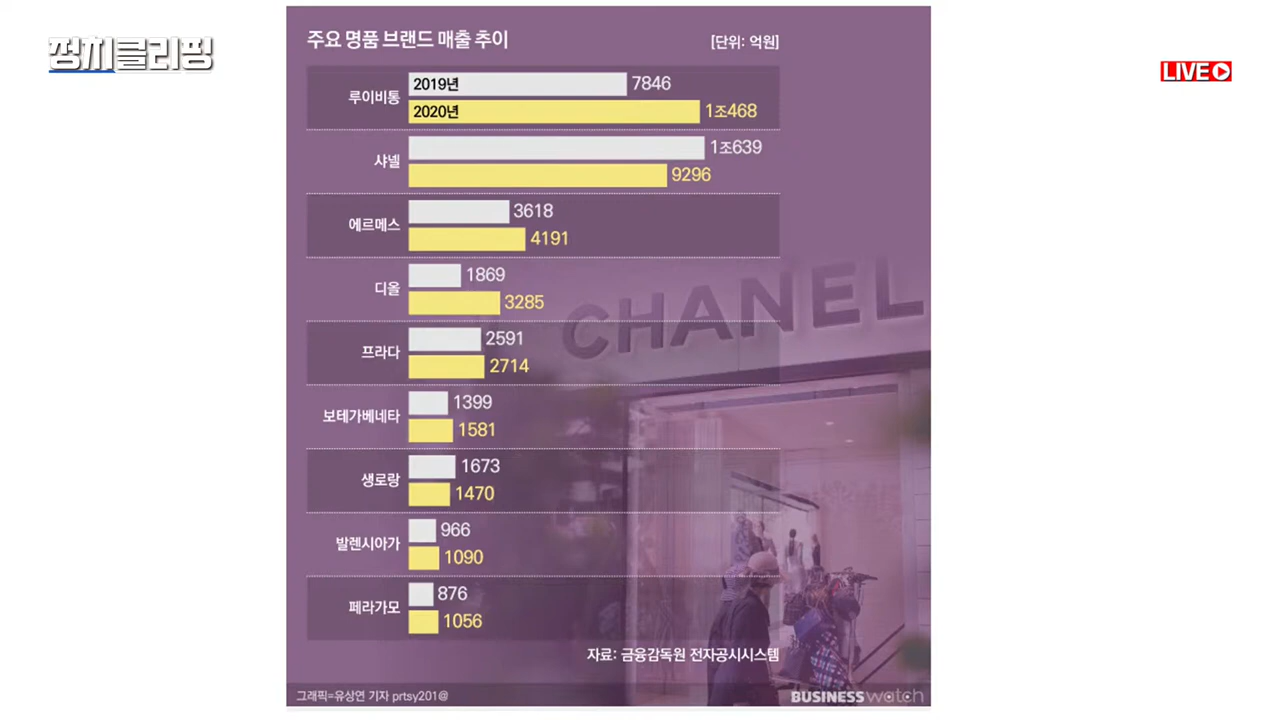 정치클리핑
LIVE
주요 명품 브랜드 매출 추이
[단위: 억원]
루이비통
2019년 7846
2020년 1조468
샤넬
1조639
9296
에르메스
3618
4191
디올
1869
3285
프라다
2591
2714
보테가베네타
1399
1581
생로랑
1673
1470
발렌시아가
966
1090
페라가모
876
1056
CHANEL
자료: 금융감독원 전자공시시스템
그래픽=유상연 기자 prtsy201@
BUSINESSwatch